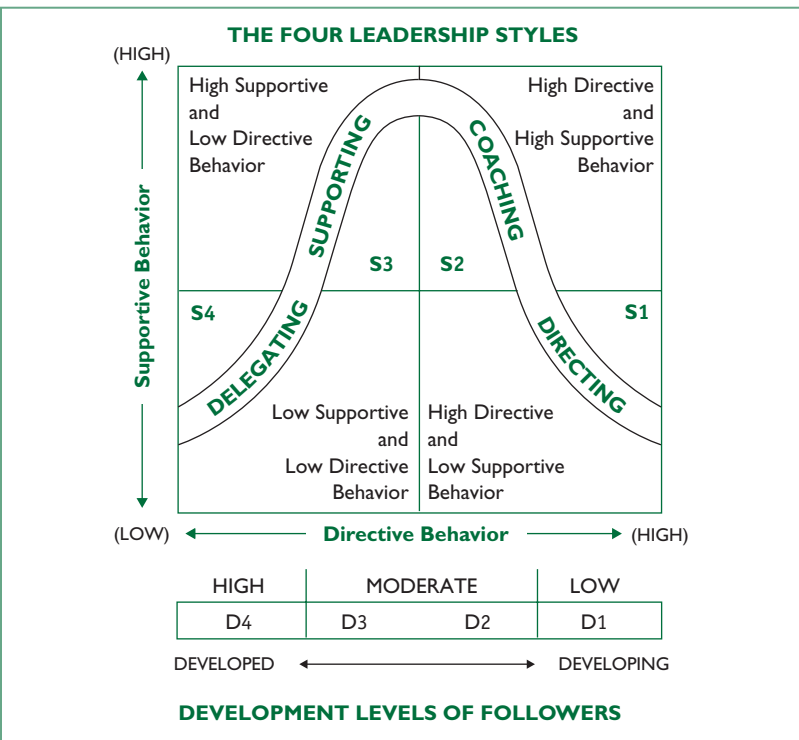 THE FOUR LEADERSHIP STYLES
(HIGH)
High Supportive
and
Low Directive
Behavior
High Directive
and
High Supportive
Behavior
SUPPORTING
COACHING
Supportive Behavior
S3
S2
S4
S1
DELEGATING
DIRECTING
Low Supportive
and
Low Directive
Behavior
High Directive
and
Low Supportive
Behavior
(LOW)
Directive Behavior
(HIGH)
HIGH
MODERATE
LOW
D4
D3
D2
D1
DEVELOPED
DEVELOPING
DEVELOPMENT LEVELS OF FOLLOWERS